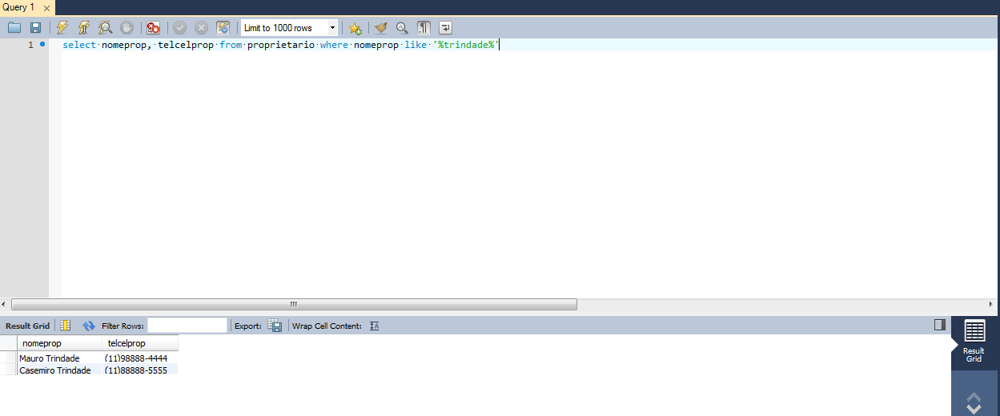 Query 1
Limit to 1000 rows
1 select nomeprop, telcelprop from proprietario where nomeprop like '%trindade%'
Result Grid Filter Rows: Export: Wrap Cell Content:
nomeprop telcelprop
Mauro Trindade (11)98888-4444
Casemiro Trindade (11)88888-5555
Result
Grid